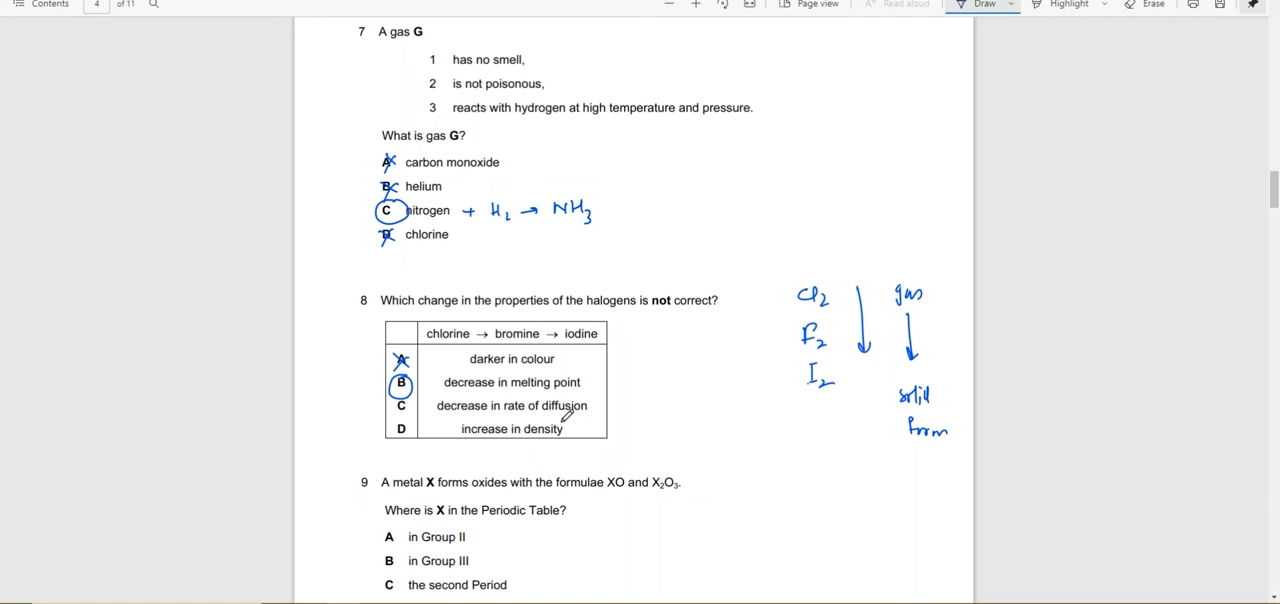 Contents 4 of 11 Page view Read aloud Draw Highlight Erase
7 A gas G
1 has no smell,
2 is not poisonous,
3 reacts with hydrogen at high temperature and pressure.
What is gas G?
A carbon monoxide
B helium
C nitrogen + H2 → NH3
D chlorine
8 Which change in the properties of the halogens is not correct?
chlorine → bromine → iodine
A darker in colour
B decrease in melting point
C decrease in rate of diffusion
D increase in density
Cl2 gas
F2
I2
solid
form
9 A metal X forms oxides with the formulae XO and X2O3.
Where is X in the Periodic Table?
A in Group II
B in Group III
C the second Period